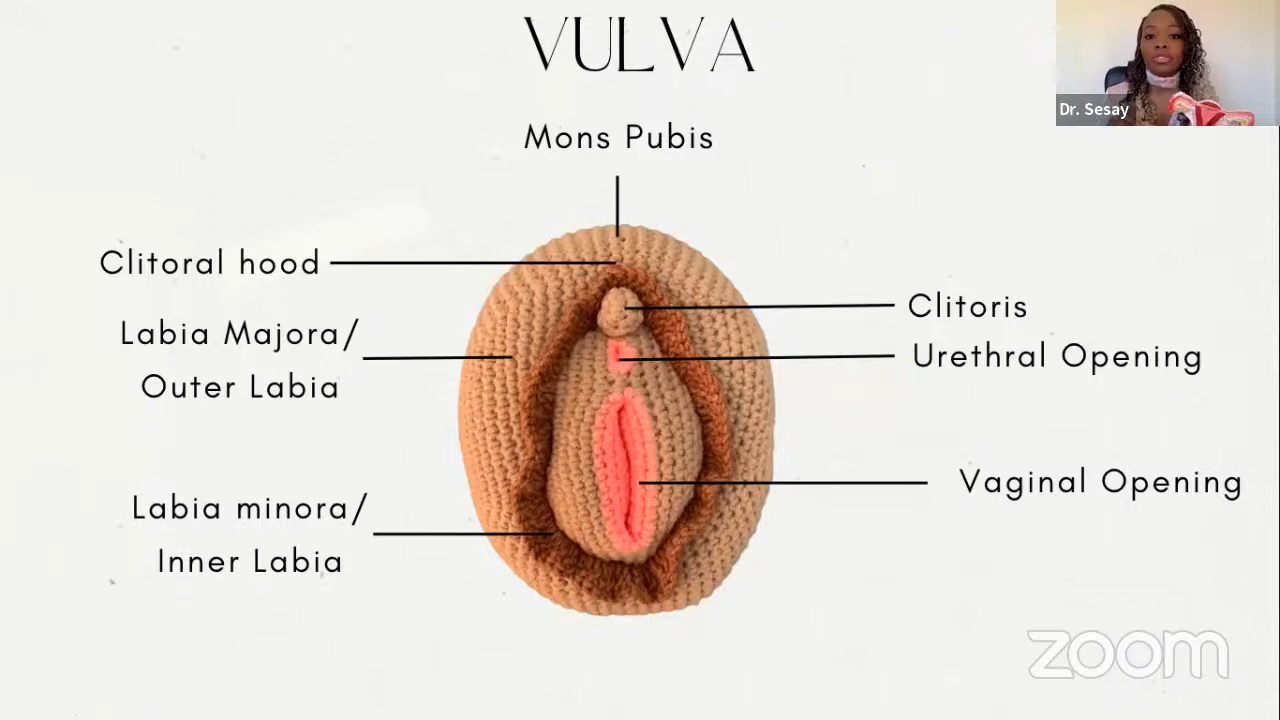 VULVA
Dr. Sesay
Mons Pubis
Clitoral hood
Clitoris
Labia Majora/
Outer Labia
Urethral Opening
Vaginal Opening
Labia minora/
Inner Labia
zoom